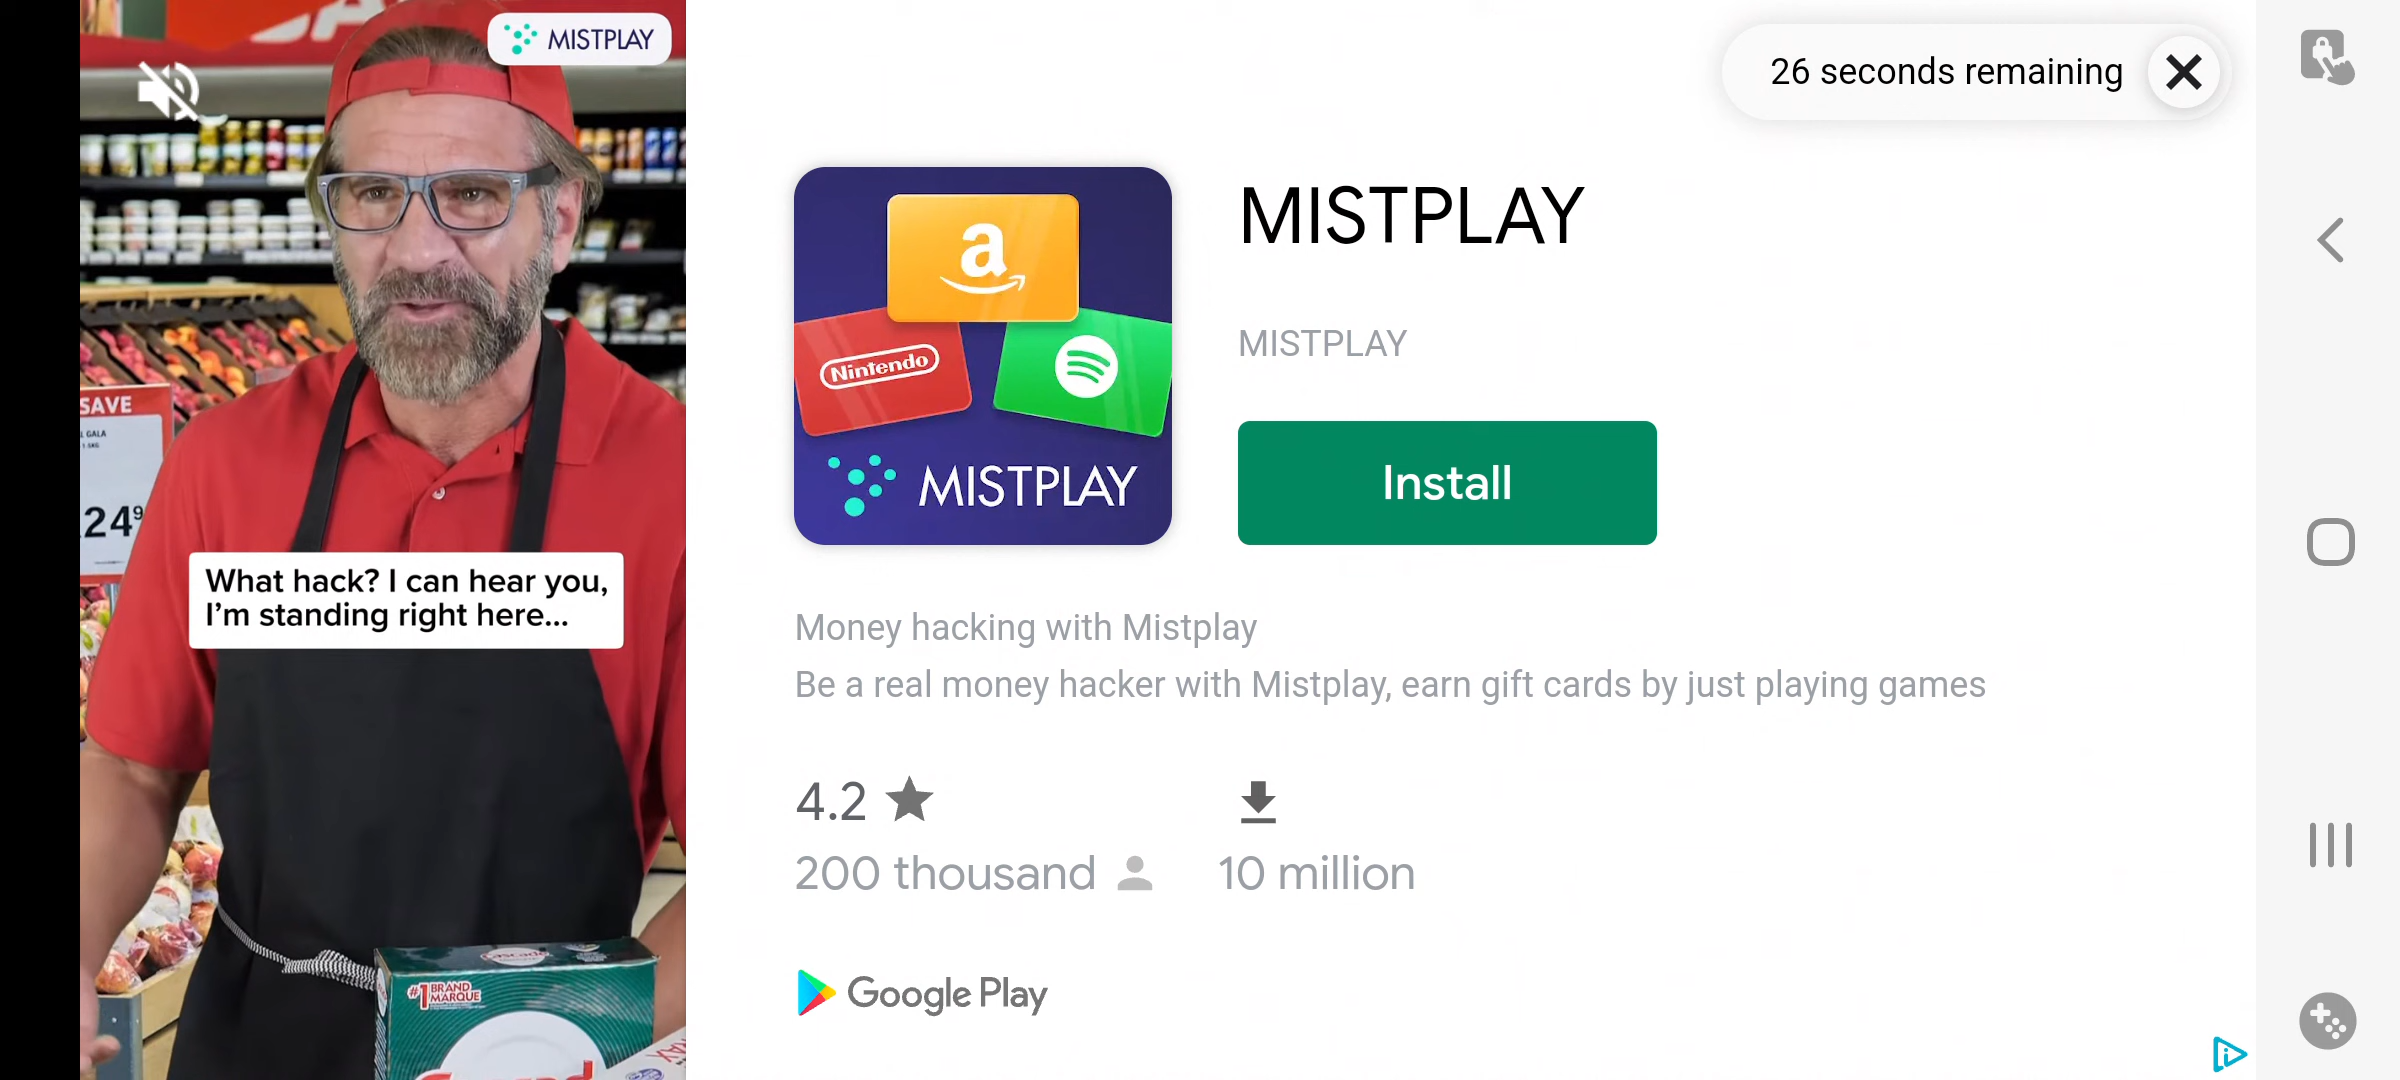 MISTPLAY
SAVE
GALA
24⁹
What hack? I can hear you,
I'm standing right here...
#1 BRAND
MARQUE
26 seconds remaining
a
Nintendo
MISTPLAY
MISTPLAY
MISTPLAY
Install
Money hacking with Mistplay
Be a real money hacker with Mistplay, earn gift cards by just playing games
4.2
200 thousand
10 million
Google Play